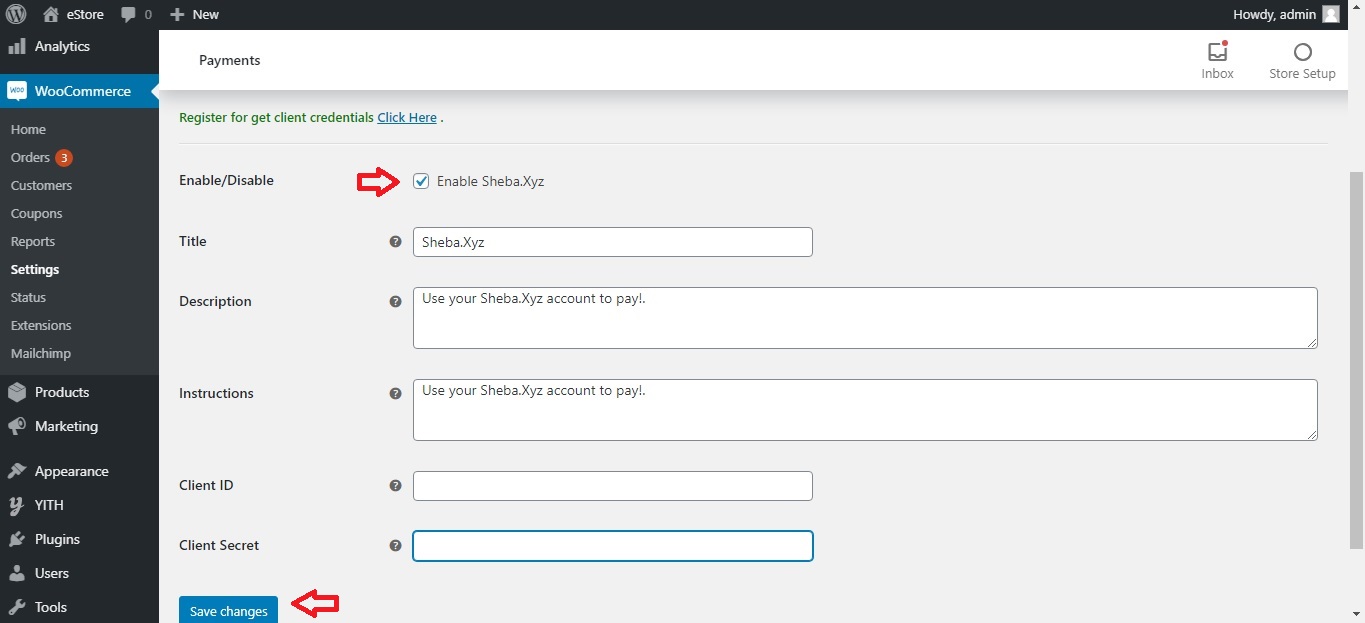 eStore 0 New Howdy, admin
Analytics
WooCommerce
Home
Orders 3
Customers
Coupons
Reports
Settings
Status
Extensions
Mailchimp
Products
Marketing
Appearance
YITH
Plugins
Users
Tools
Payments
Inbox
Store Setup
Register for get client credentials Click Here .
Enable/Disable Enable Sheba.Xyz
Title ? Sheba.Xyz
Description ? Use your Sheba.Xyz account to pay!.
Instructions ? Use your Sheba.Xyz account to pay!.
Client ID ?
Client Secret ?
Save changes